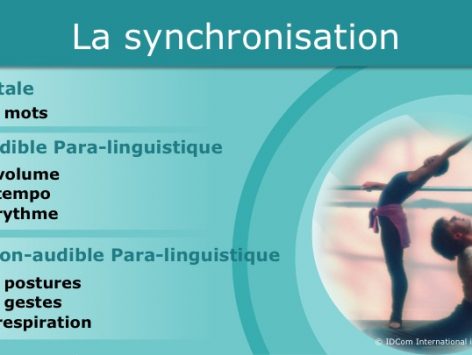 La synchronisation
tale
mots
dible Para-linguistique
volume
tempo
rythme
on-audible Para-linguistique
postures
gestes
respiration
© IDCom International